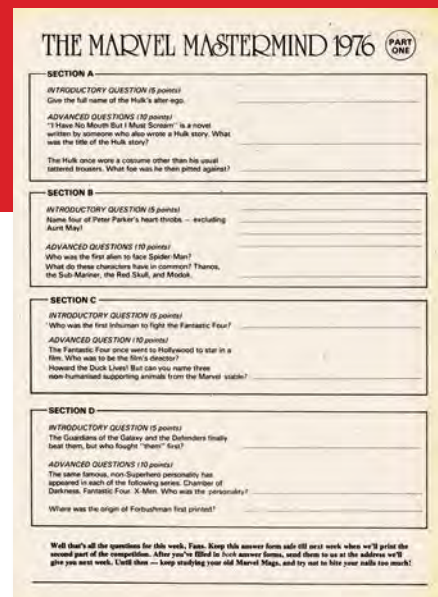 THE MARVEL MASTERMIND 1976 PART ONE
SECTION A
INTRODUCTORY QUESTION (5 points)
Give the full name of the Hulk's alter-ego.
ADVANCED QUESTIONS (10 points)
"I Have No Mouth But I Must Scream" is a novel
written by someone who also wrote a Hulk story. What
was the title of the Hulk story?
The Hulk once wore a costume other than his usual
tattered trousers. What foe was he then pitted against?
SECTION B
INTRODUCTORY QUESTION (5 points)
Name four of Peter Parker's heart-throbs — excluding
Aunt May!
ADVANCED QUESTIONS (10 points)
Who was the first alien to face Spider-Man?
What do these characters have in common? Thanos,
the Sub-Mariner, the Red Skull, and Modok.
SECTION C
INTRODUCTORY QUESTION (5 points)
Who was the first Inhuman to fight the Fantastic Four?
ADVANCED QUESTION (10 points)
The Fantastic Four once went to Hollywood to star in a
film. Who was to be the film's director?
Howard the Duck Lives! But can you name three
non-humanised supporting animals from the Marvel stable?
SECTION D
INTRODUCTORY QUESTION (5 points)
The Guardians of the Galaxy and the Defenders finally
beat them, but who fought "them" first?
ADVANCED QUESTIONS (10 points)
The same famous, non-Superhero personality has
appeared in each of the following series. Chamber of
Darkness, Fantastic Four, X-Men. Who was the personality?
Where was the origin of Forbushman first printed?
Well that's all the questions for this week, Fans. Keep this answer form safe till next week when we'll print the
second part of the competition. After you've filled in both answer forms, send them to us at the address we'll
give you next week. Until then — keep studying your old Marvel Mags, and try not to bite your nails too much!